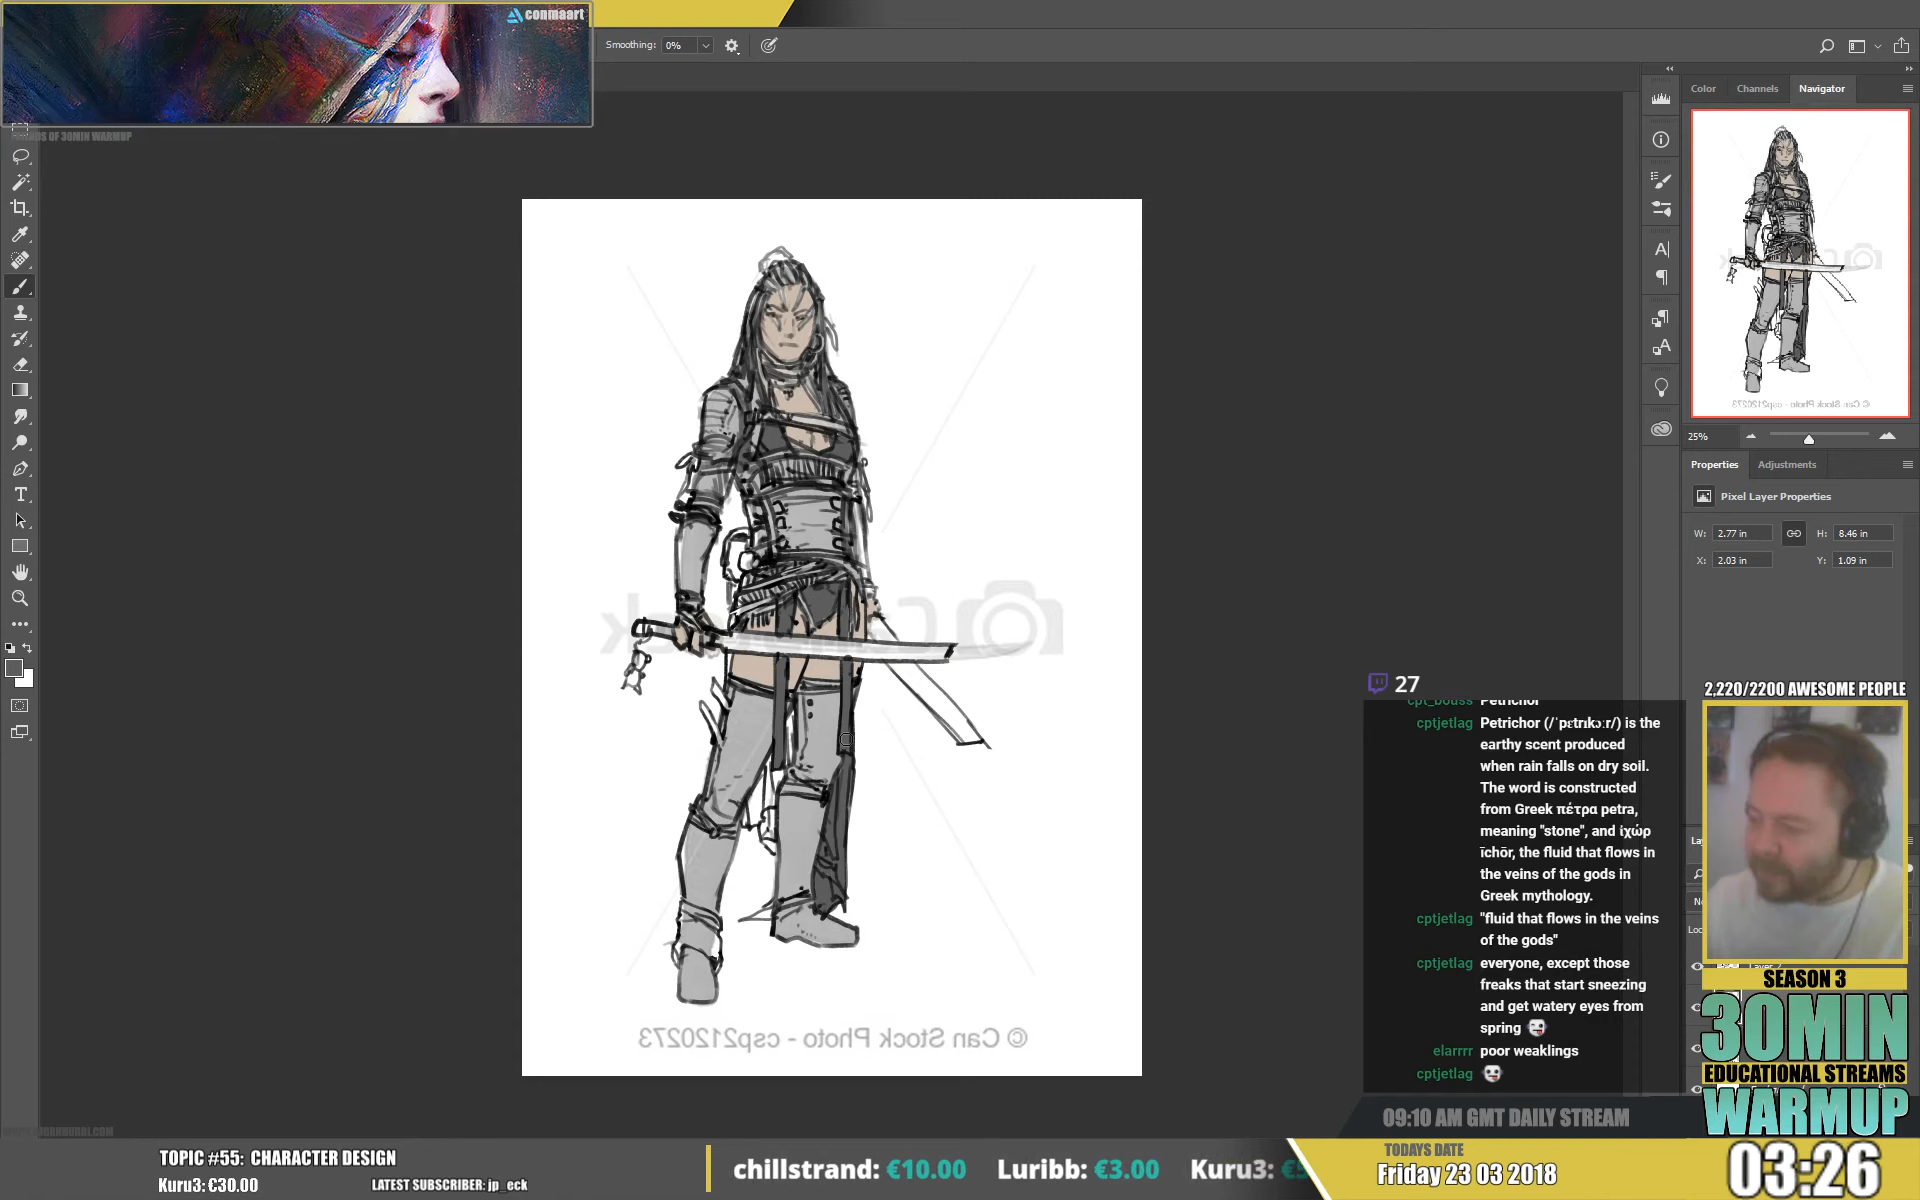 conmaart
Smoothing: 0%
OF 30MIN WARMUP
Color Channels Navigator
25%
Properties Adjustments
Pixel Layer Properties
W: 2.77 in H: 8.46 in
X: 2.03 in Y: 1.09 in
© Can Stock Photo - csp2120273
27
2,220/2200 AWESOME PEOPLE
cpt_bouss Petrichor
cptjetlag Petrichor (/ˈpɛtrɪkɔːr/) is the
earthy scent produced
when rain falls on dry soil.
The word is constructed
from Greek πέτρα petra,
meaning "stone", and ἰχώρ
īchōr, the fluid that flows in
the veins of the gods in
Greek mythology.
cptjetlag "fluid that flows in the veins
of the gods"
cptjetlag everyone, except those
freaks that start sneezing
and get watery eyes from
spring
elarrrr poor weaklings
cptjetlag
SEASON 3
30MIN
EDUCATIONAL STREAMS
WARMUP
09:10 AM GMT DAILY STREAM
TOPIC #55: CHARACTER DESIGN
Kuru3: €30.00 LATEST SUBSCRIBER: jp_eck
chillstrand: €10.00 Luribb: €3.00 Kuru3:
TODAYS DATE
Friday 23 03 2018
03:26